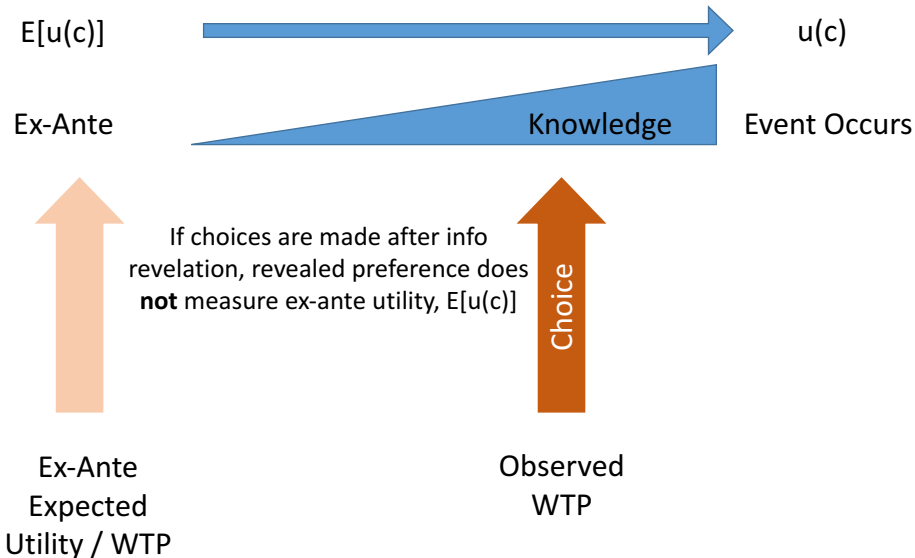 E[u(c)]
u(c)
Ex-Ante
Knowledge
Event Occurs
If choices are made after info
revelation, revealed preference does
not measure ex-ante utility, E[u(c)]
Choice
Ex-Ante
Expected
Utility / WTP
Observed
WTP